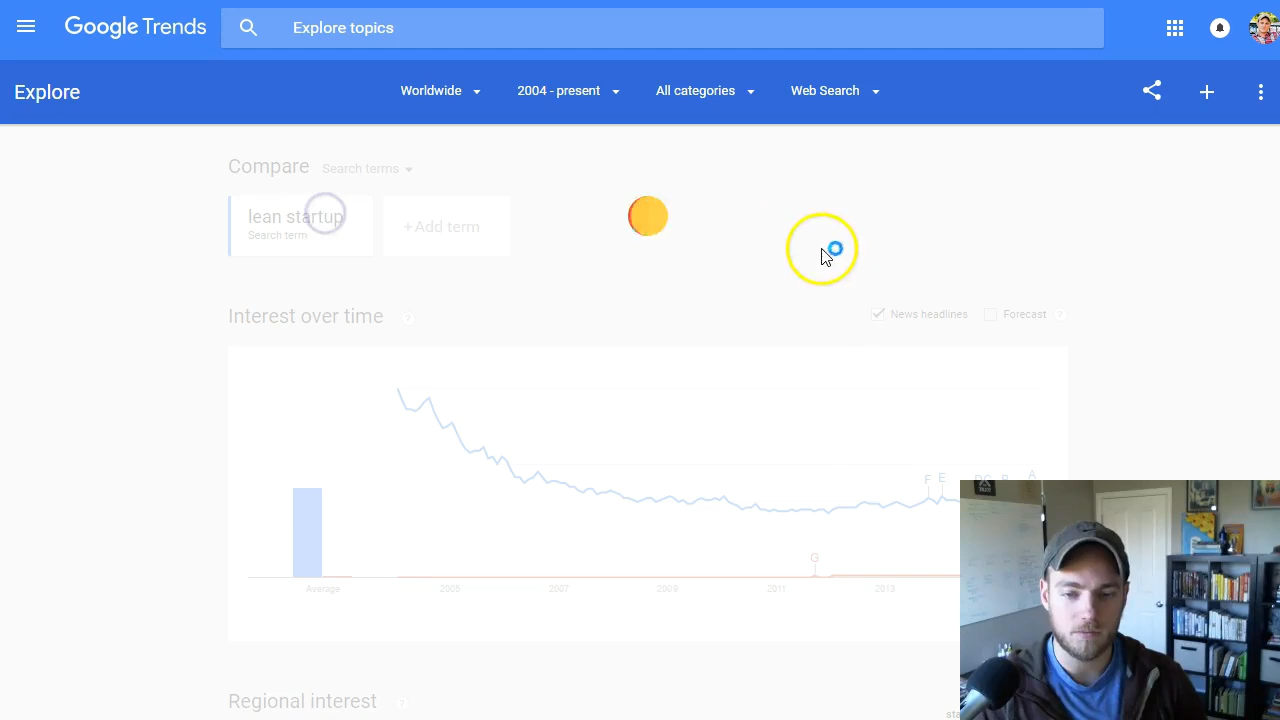 Google Trends
Explore topics
Explore
Worldwide
2004 - present
All categories
Web Search
Compare
Search terms
lean startup
Search term
+Add term
Interest over time
?
News headlines
Forecast
?
F
E
A
G
Average
2005
2007
2009
2011
2013
Regional interest
?